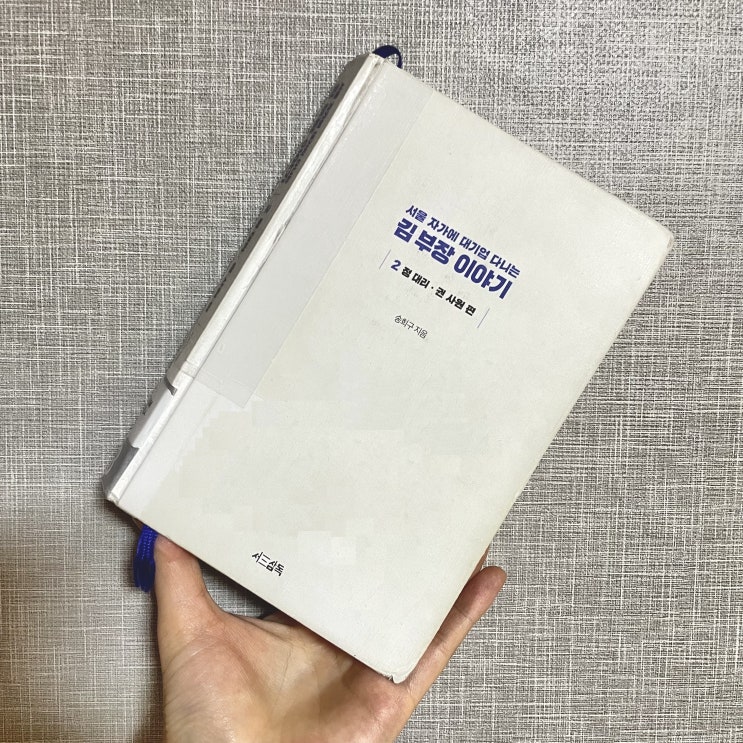 서울 자가에 대기업 다니는
김 부장 이야기
2 정 대리 · 권 사원 편
송희구 지음
서삼독